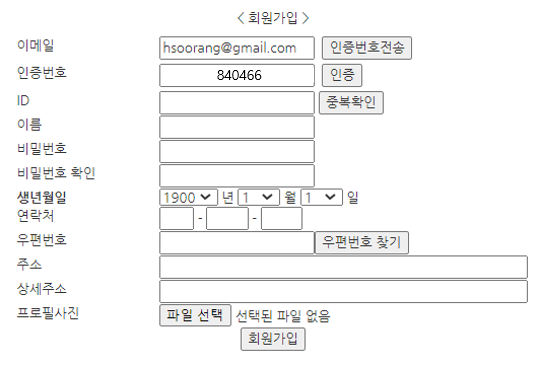 < 회원가입 >
이메일 hsoorang@gmail.com 인증번호전송
인증번호 840466 인증
ID 중복확인
이름
비밀번호
비밀번호 확인
생년월일 1900 년 1 월 1 일
연락처 - -
우편번호 우편번호 찾기
주소
상세주소
프로필사진 파일 선택 선택된 파일 없음
회원가입